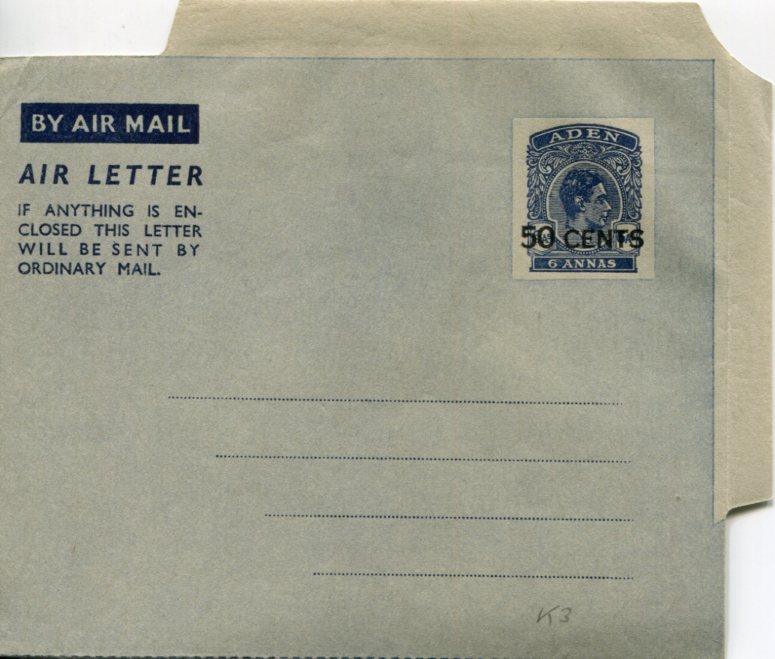 BY AIR MAIL
AIR LETTER
IF ANYTHING IS EN-
CLOSED THIS LETTER
WILL BE SENT BY
ORDINARY MAIL.
ADEN
50 CENTS
6 ANNAS
K3